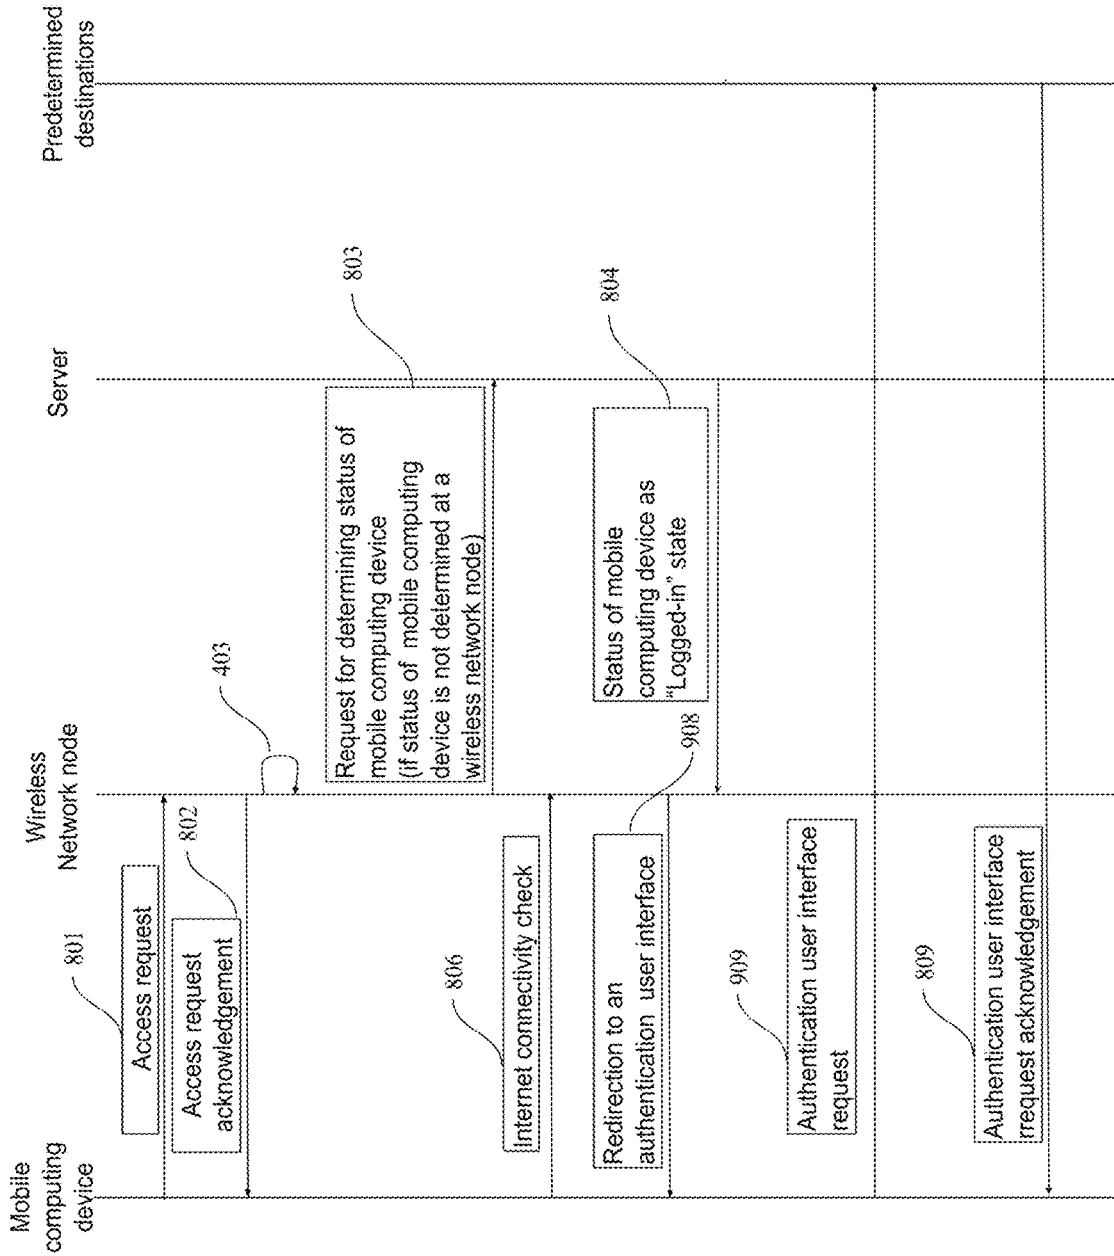 Mobile
computing
device
Wireless
Network node
Server
Predetermined
destinations
801
Access request
802
Access request
acknowledgement
403
803
Request for determining status of
mobile computing device
(if status of mobile computing
device is not determined at a
wireless network node)
806
Internet connectivity check
908
Redirection to an
authentication user interface
804
Status of mobile
computing device as
"Logged-in" state
909
Authentication user interface
request
809
Authentication user interface
rrequest acknowledgement